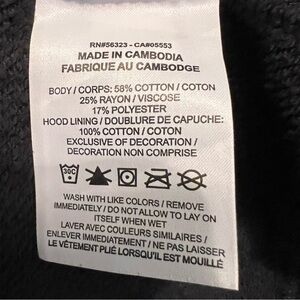 RN#56323 - CA#05553
MADE IN CAMBODIA
FABRIQUE AU CAMBODGE
BODY / CORPS: 58% COTTON / COTON
25% RAYON / VISCOSE
17% POLYESTER
HOOD LINING / DOUBLURE DE CAPUCHE:
100% COTTON / COTON
EXCLUSIVE OF DECORATION /
DECORATION NON COMPRISE
30C
WASH WITH LIKE COLORS / REMOVE
IMMEDIATELY / DO NOT ALLOW TO LAY ON
ITSELF WHEN WET
LAVER AVEC COULEURS SIMILAIRES /
ENLEVER IMMEDIATEMENT / NE PAS LAISSER
LE VÊTEMENT PLIÉ LORSQU'IL EST MOUILLÉ